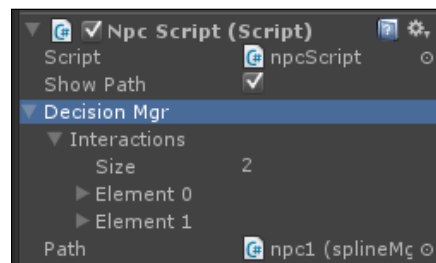 Npc Script (Script)
Script npcScript
Show Path
Decision Mgr
Interactions
Size 2
Element 0
Element 1
Path npc1 (splineMg